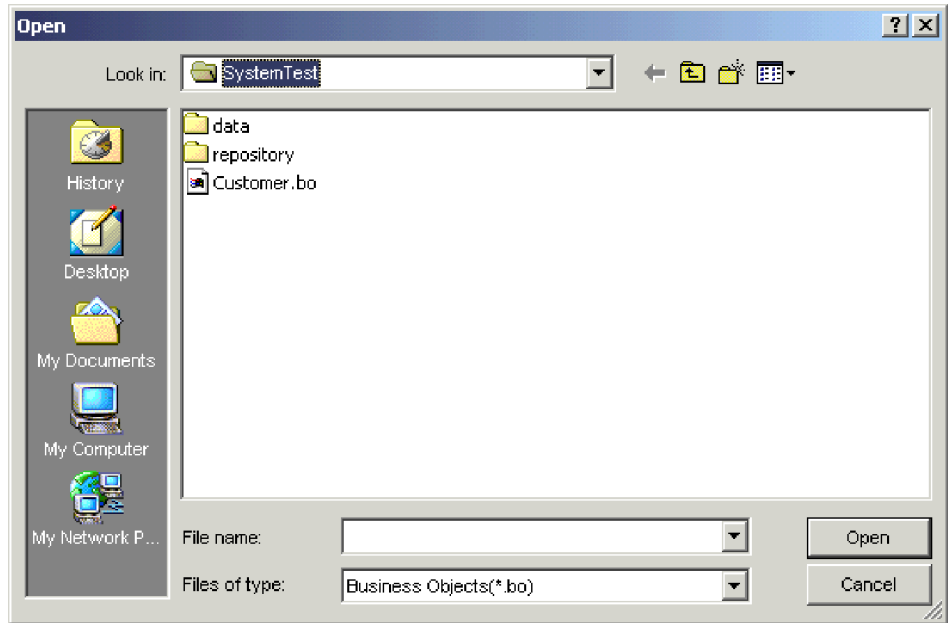 Open
Look in: SystemTest
data
repository
Customer.bo
History
Desktop
My Documents
My Computer
My Network P...
File name:
Open
Files of type: Business Objects(*.bo)
Cancel